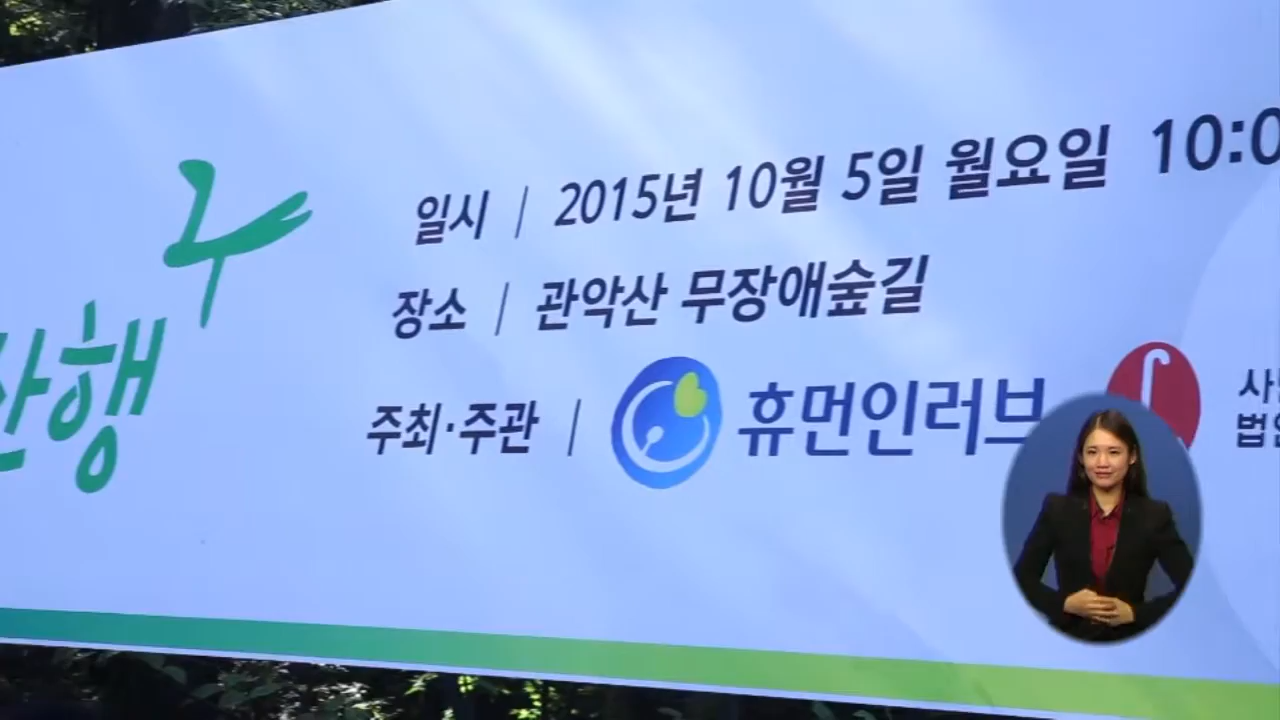 산행
일시 | 2015년 10월 5일 월요일 10:0
장소 | 관악산 무장애숲길
주최·주관 | 휴먼인러브